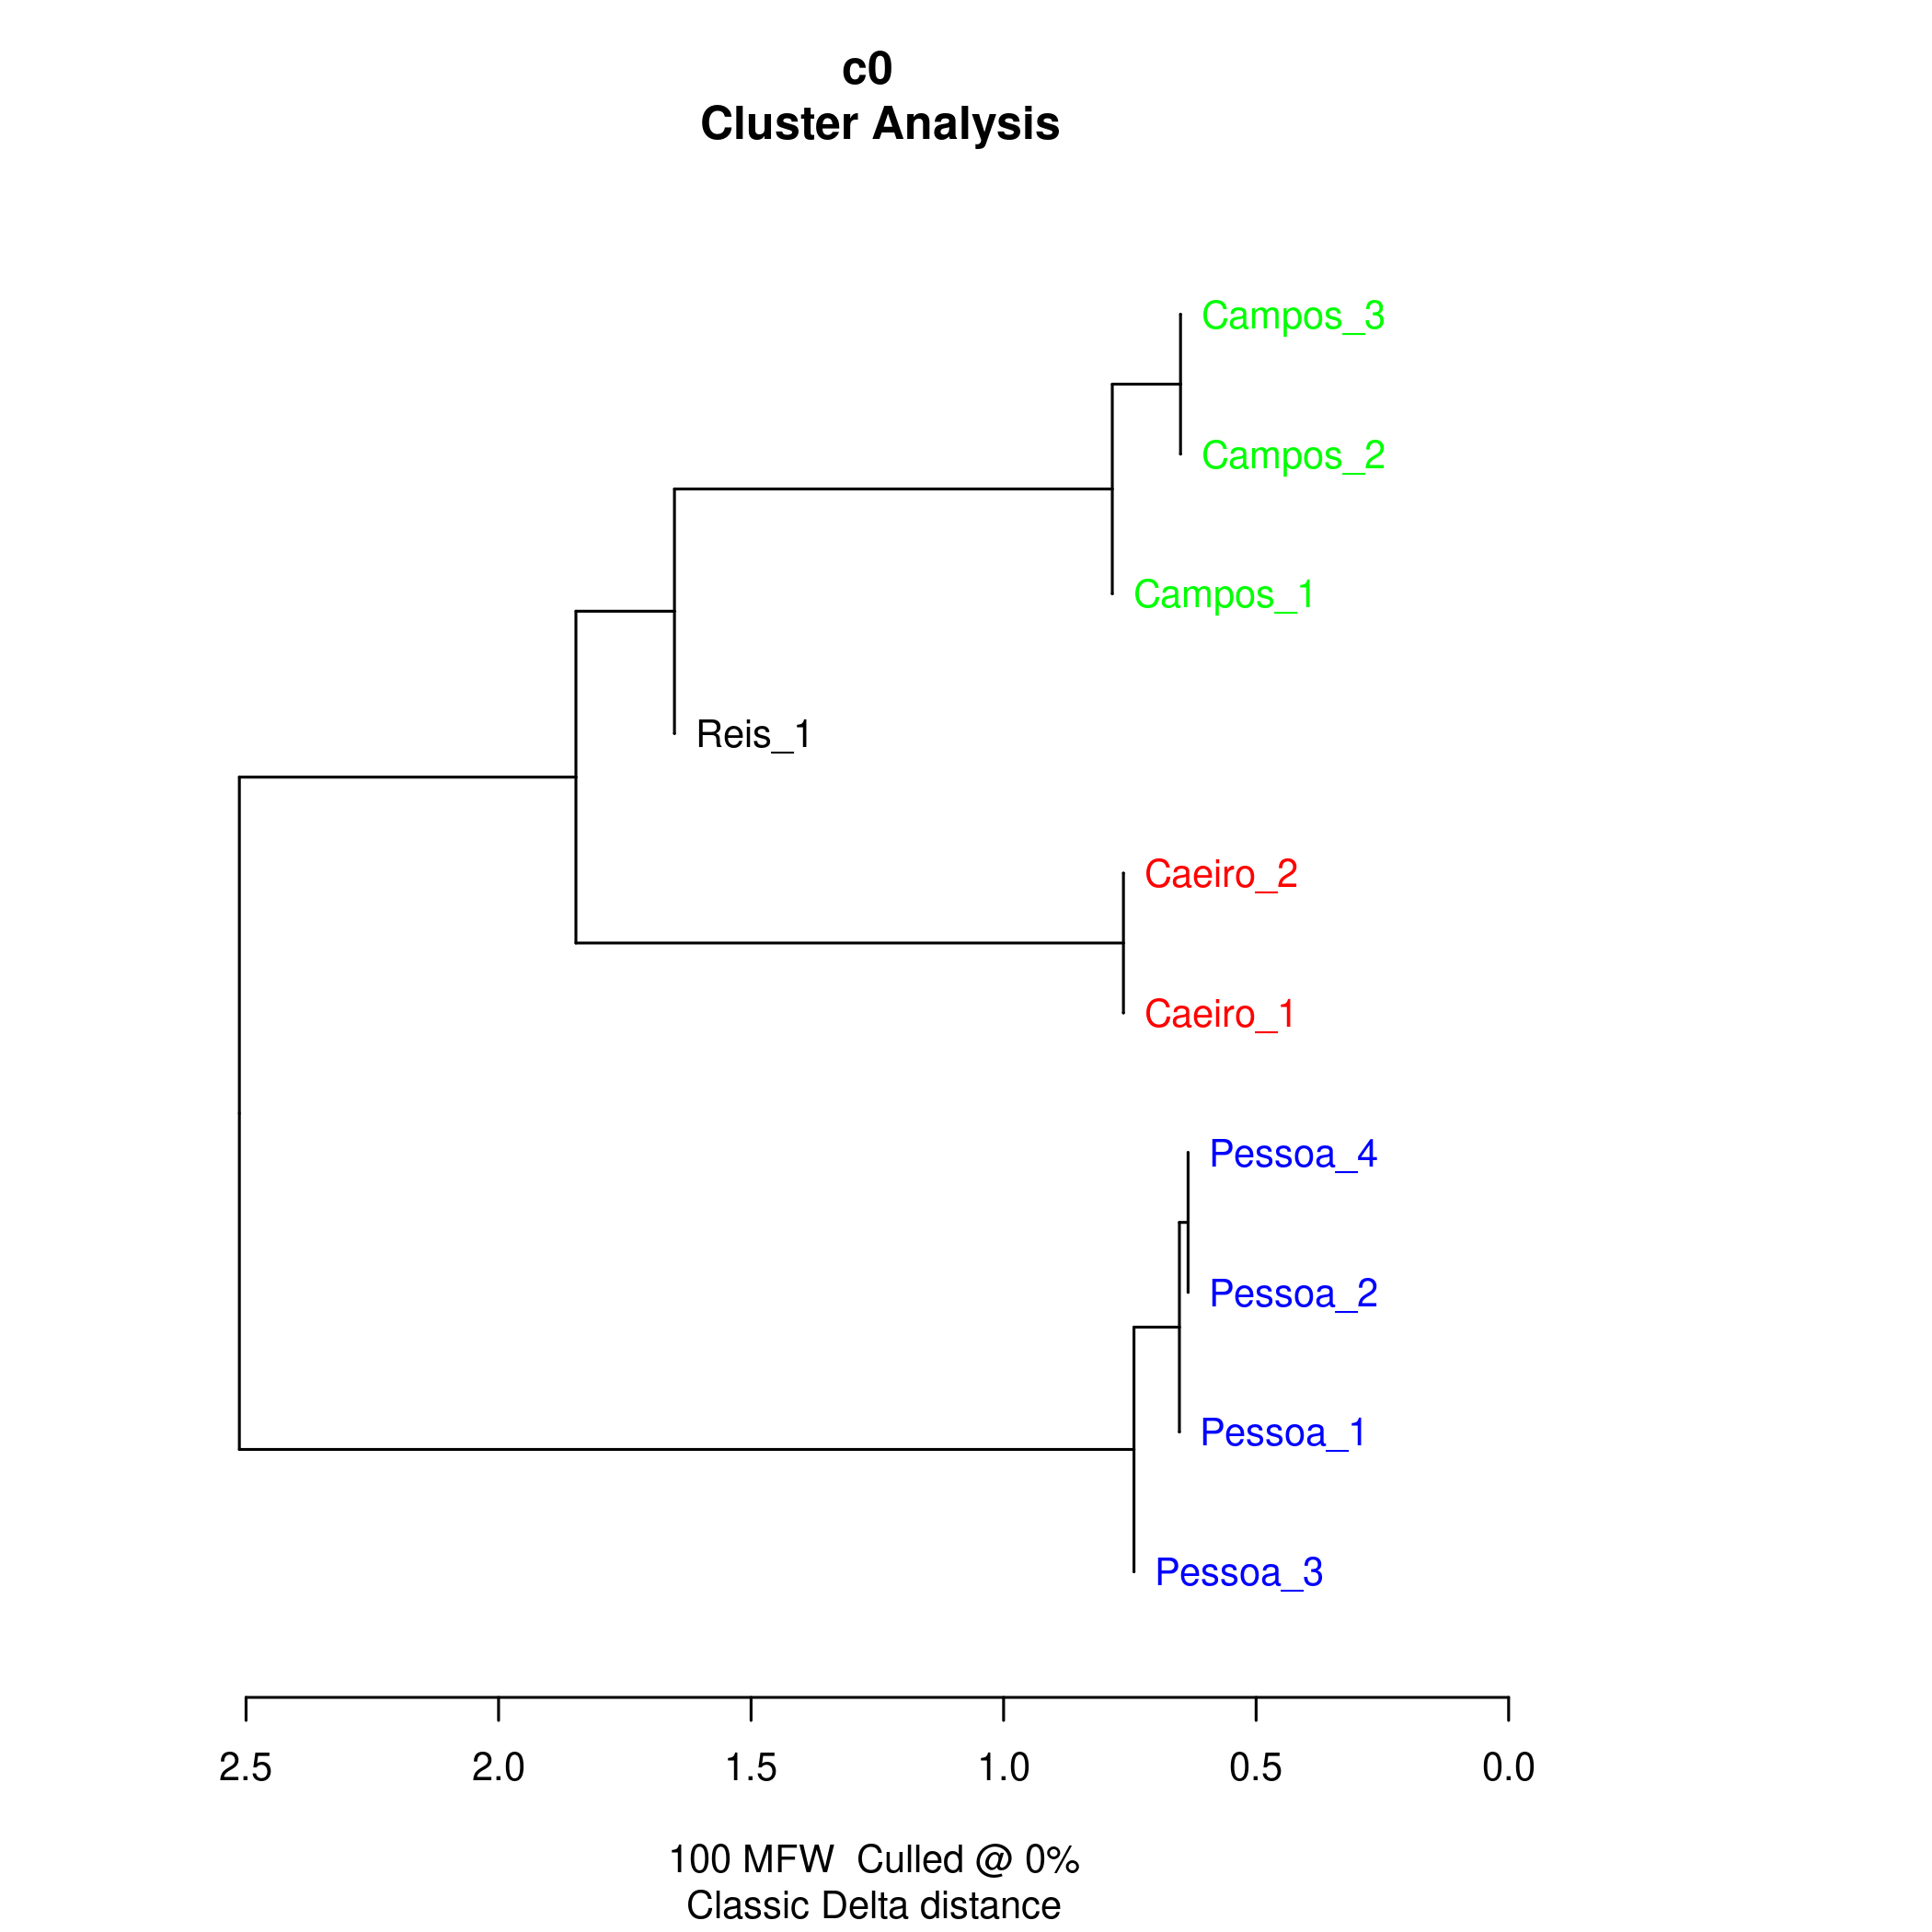 c0
Cluster Analysis
Campos_3
Campos_2
Campos_1
Reis_1
Caeiro_2
Caeiro_1
Pessoa_4
Pessoa_2
Pessoa_1
Pessoa_3
2.5 2.0 1.5 1.0 0.5 0.0
100 MFW  Culled @ 0%
Classic Delta distance